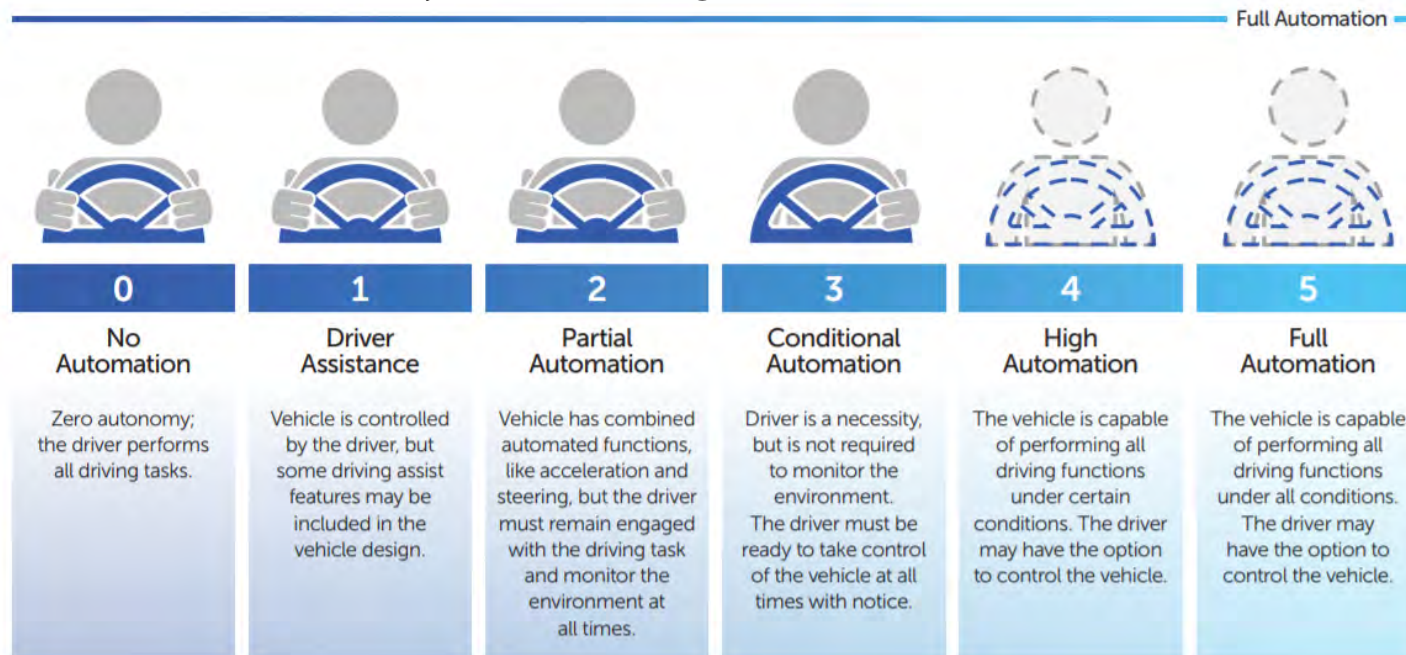 Full Automation
0
No
Automation
Zero autonomy;
the driver performs
all driving tasks.
1
Driver
Assistance
Vehicle is controlled
by the driver, but
some driving assist
features may be
included in the
vehicle design.
2
Partial
Automation
Vehicle has combined
automated functions,
like acceleration and
steering, but the driver
must remain engaged
with the driving task
and monitor the
environment at
all times.
3
Conditional
Automation
Driver is a necessity,
but is not required
to monitor the
environment.
The driver must be
ready to take control
of the vehicle at all
times with notice.
4
High
Automation
The vehicle is capable
of performing all
driving functions
under certain
conditions. The driver
may have the option
to control the vehicle.
5
Full
Automation
The vehicle is capable
of performing all
driving functions
under all conditions.
The driver may
have the option to
control the vehicle.